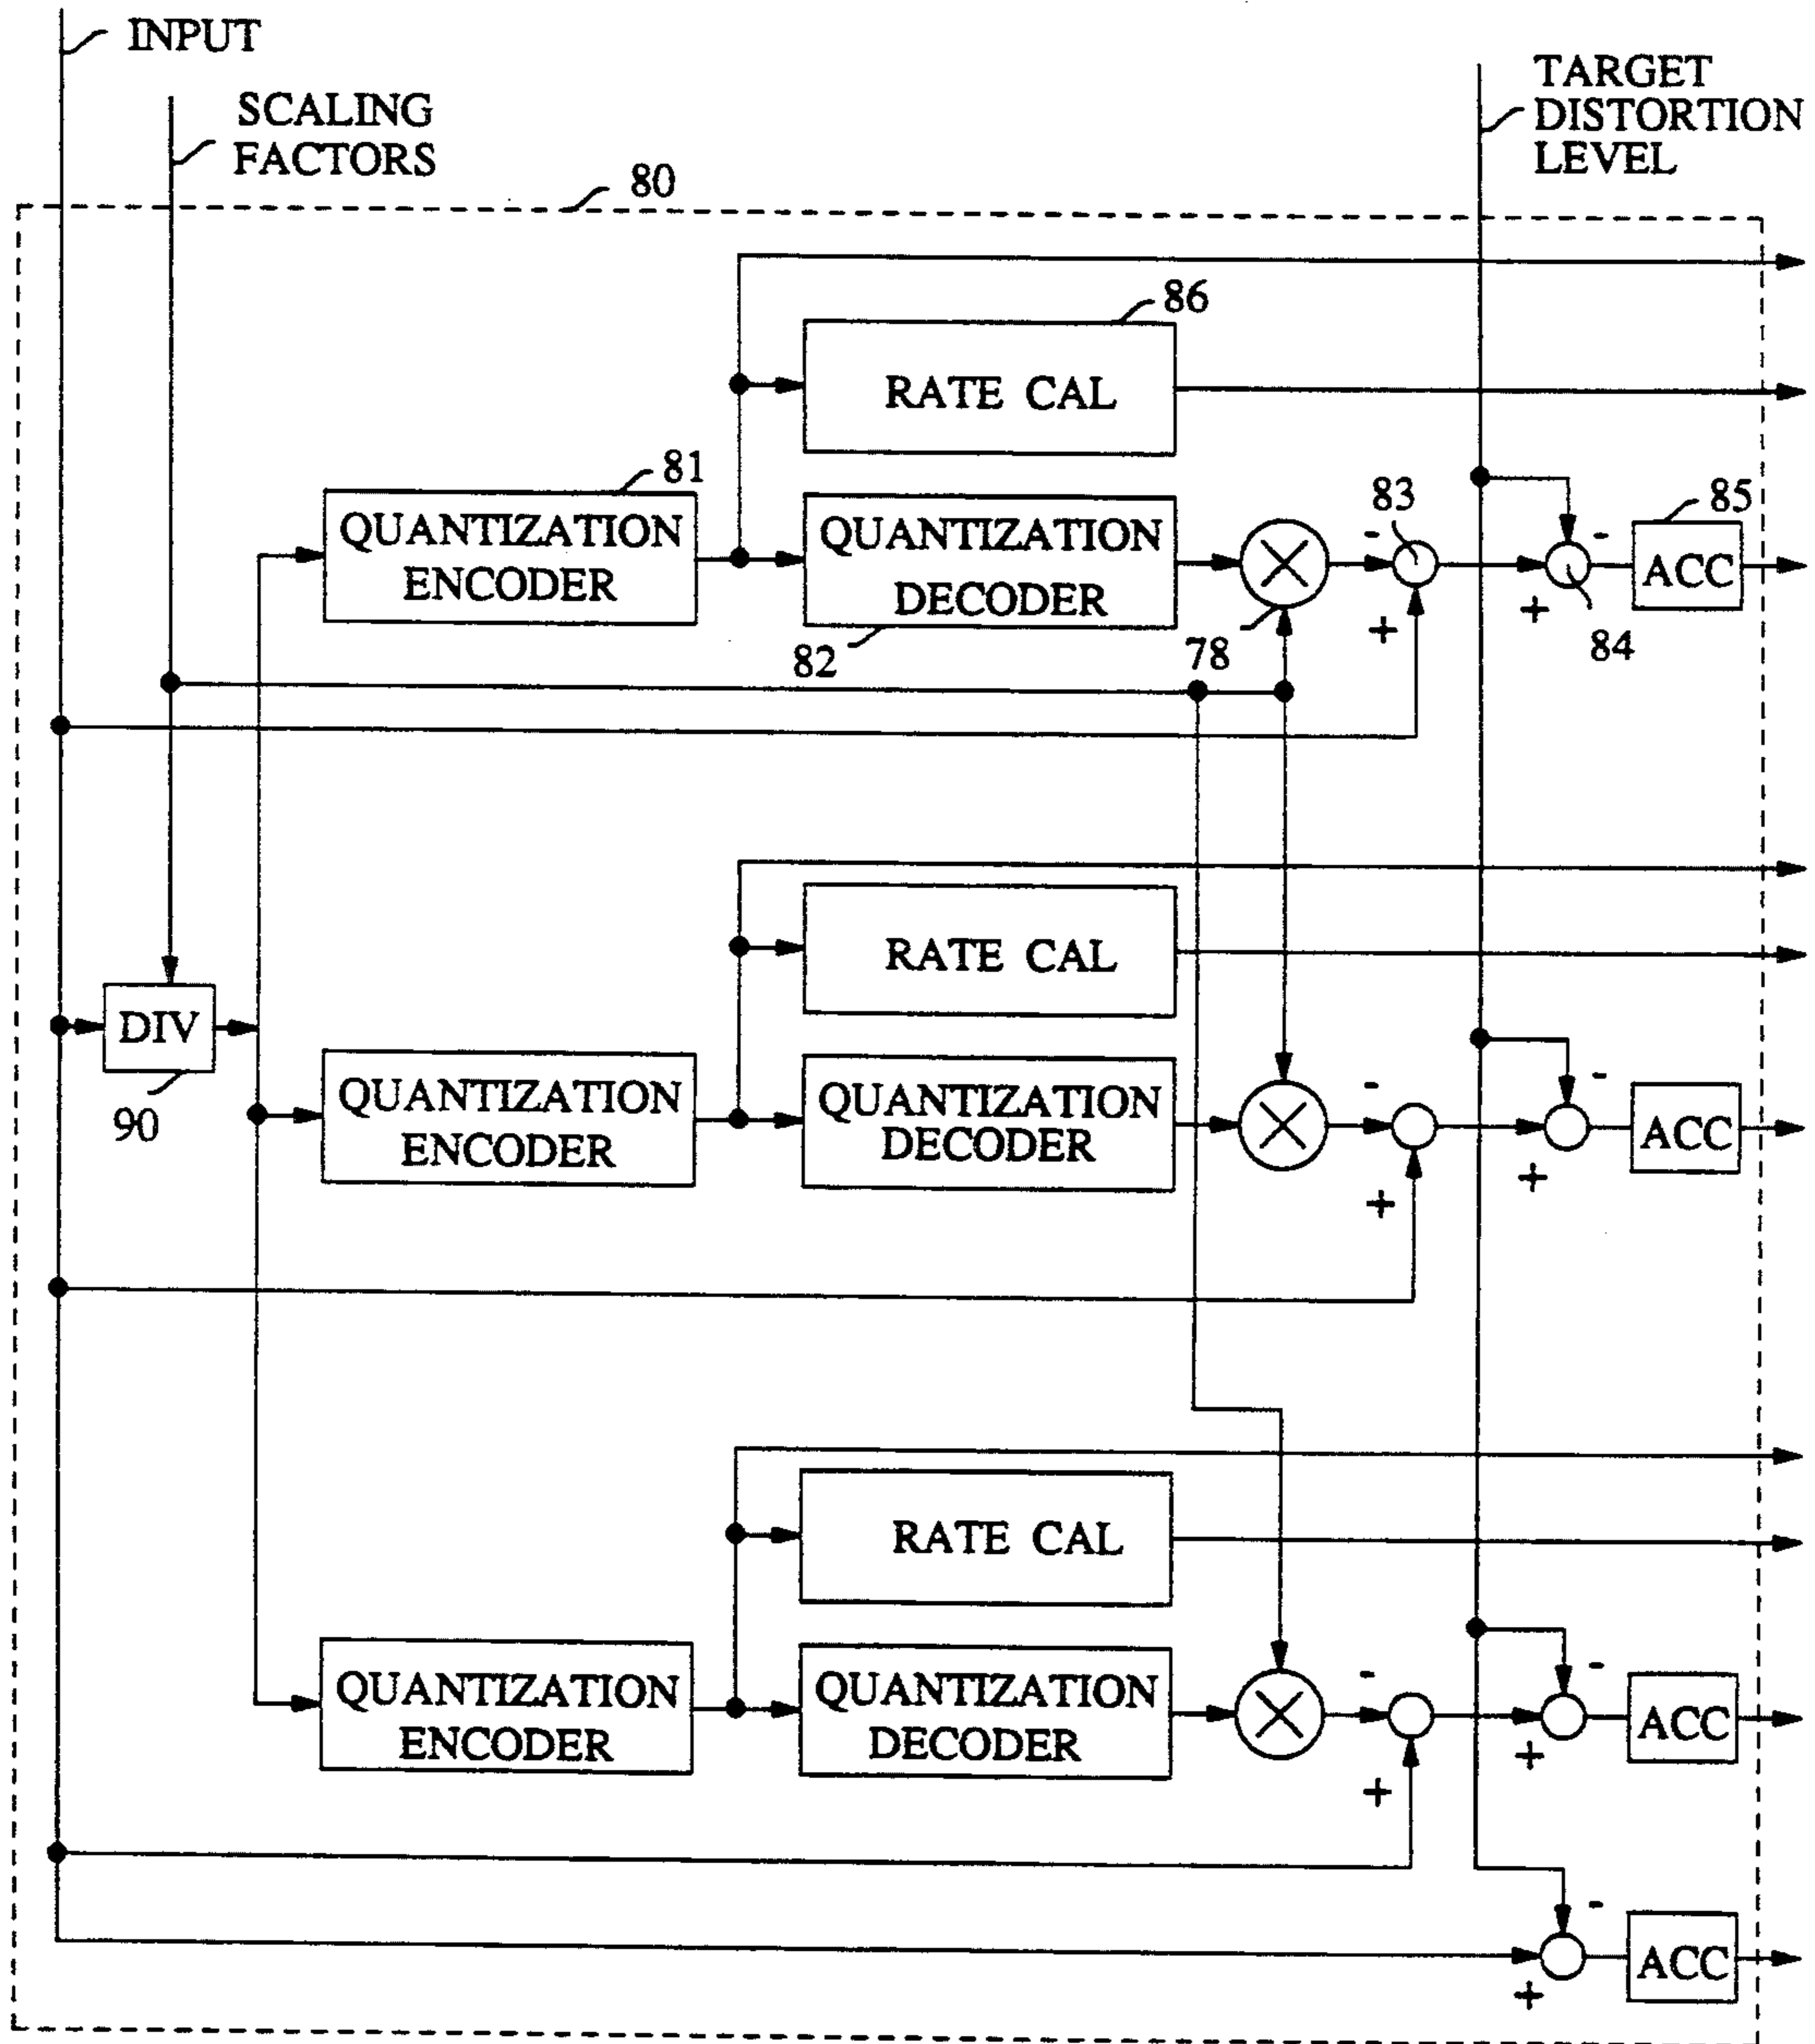 INPUT
SCALING
FACTORS
TARGET
DISTORTION
LEVEL
80
86
RATE CAL
81
QUANTIZATION
ENCODER
QUANTIZATION
DECODER
82
78
-
83
+
-
+
84
85
ACC
RATE CAL
DIV
90
QUANTIZATION
ENCODER
QUANTIZATION
DECODER
-
+
-
+
ACC
RATE CAL
QUANTIZATION
ENCODER
QUANTIZATION
DECODER
-
+
-
+
ACC
-
+
ACC